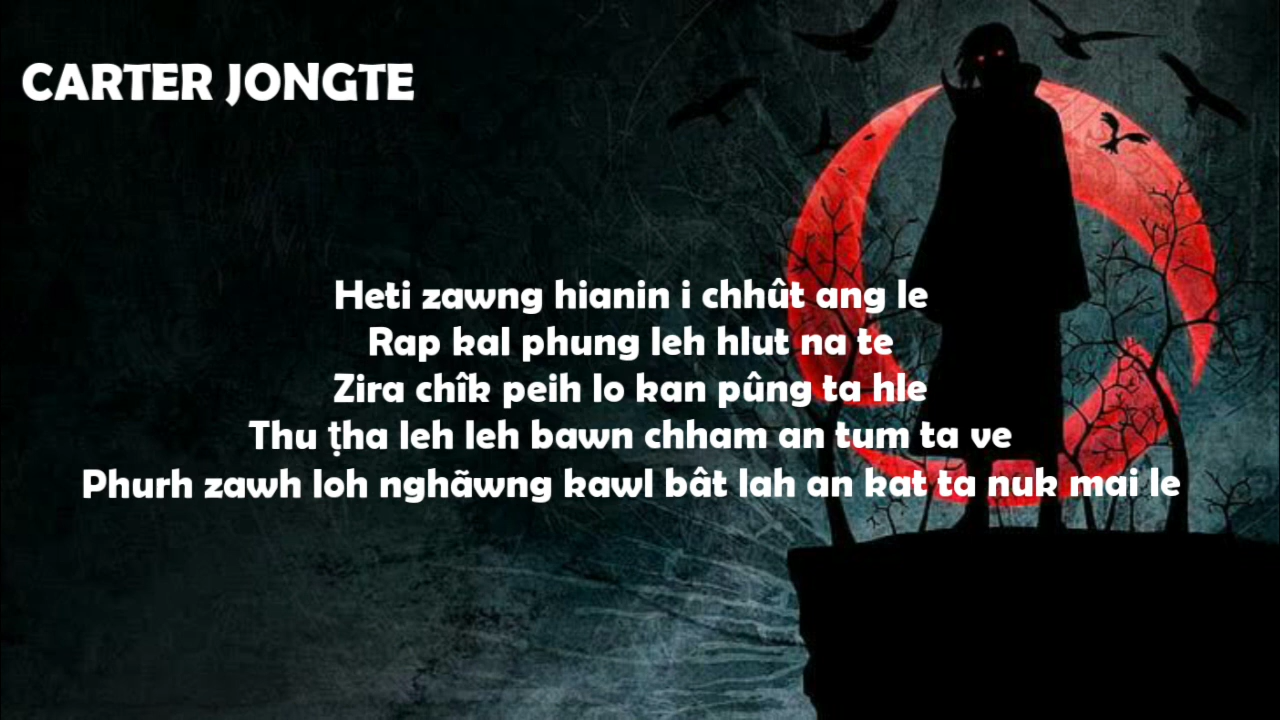 CARTER JONGTE
Heti zawng hianin i chhût ang le
Rap kal phung leh hlut na te
Zira chîk peih lo kan pûng ta hle
Thu ṭha leh leh bawn chham an tum ta ve
Phurh zawh loh nghãwng kawl bât lah an kat ta nuk mai le